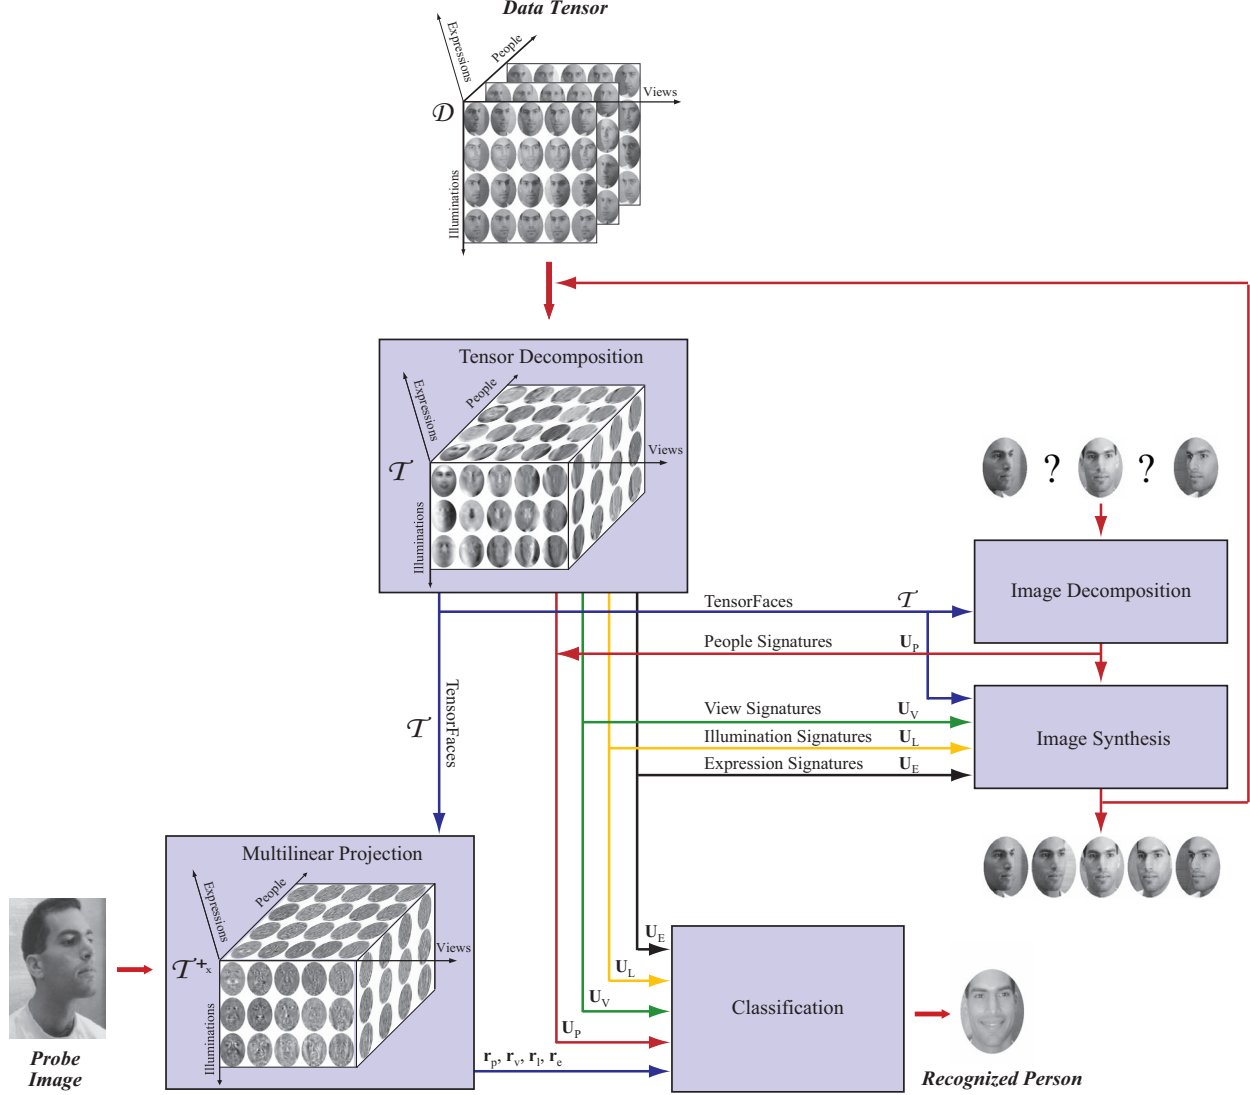 Data Tensor
Expressions
People
Views
𝒟
Illuminations
Tensor Decomposition
Expressions
People
Views
𝒯
Illuminations
? ?
Image Decomposition
TensorFaces 𝒯
People Signatures U_P
View Signatures U_V
Illumination Signatures U_L
Expression Signatures U_E
Image Synthesis
𝒯 TensorFaces
Multilinear Projection
Expressions
People
Views
𝒯^{+_x}
Illuminations
Probe
Image
U_E
U_L
U_V
U_P
r_p, r_v, r_l, r_e
Classification
Recognized Person